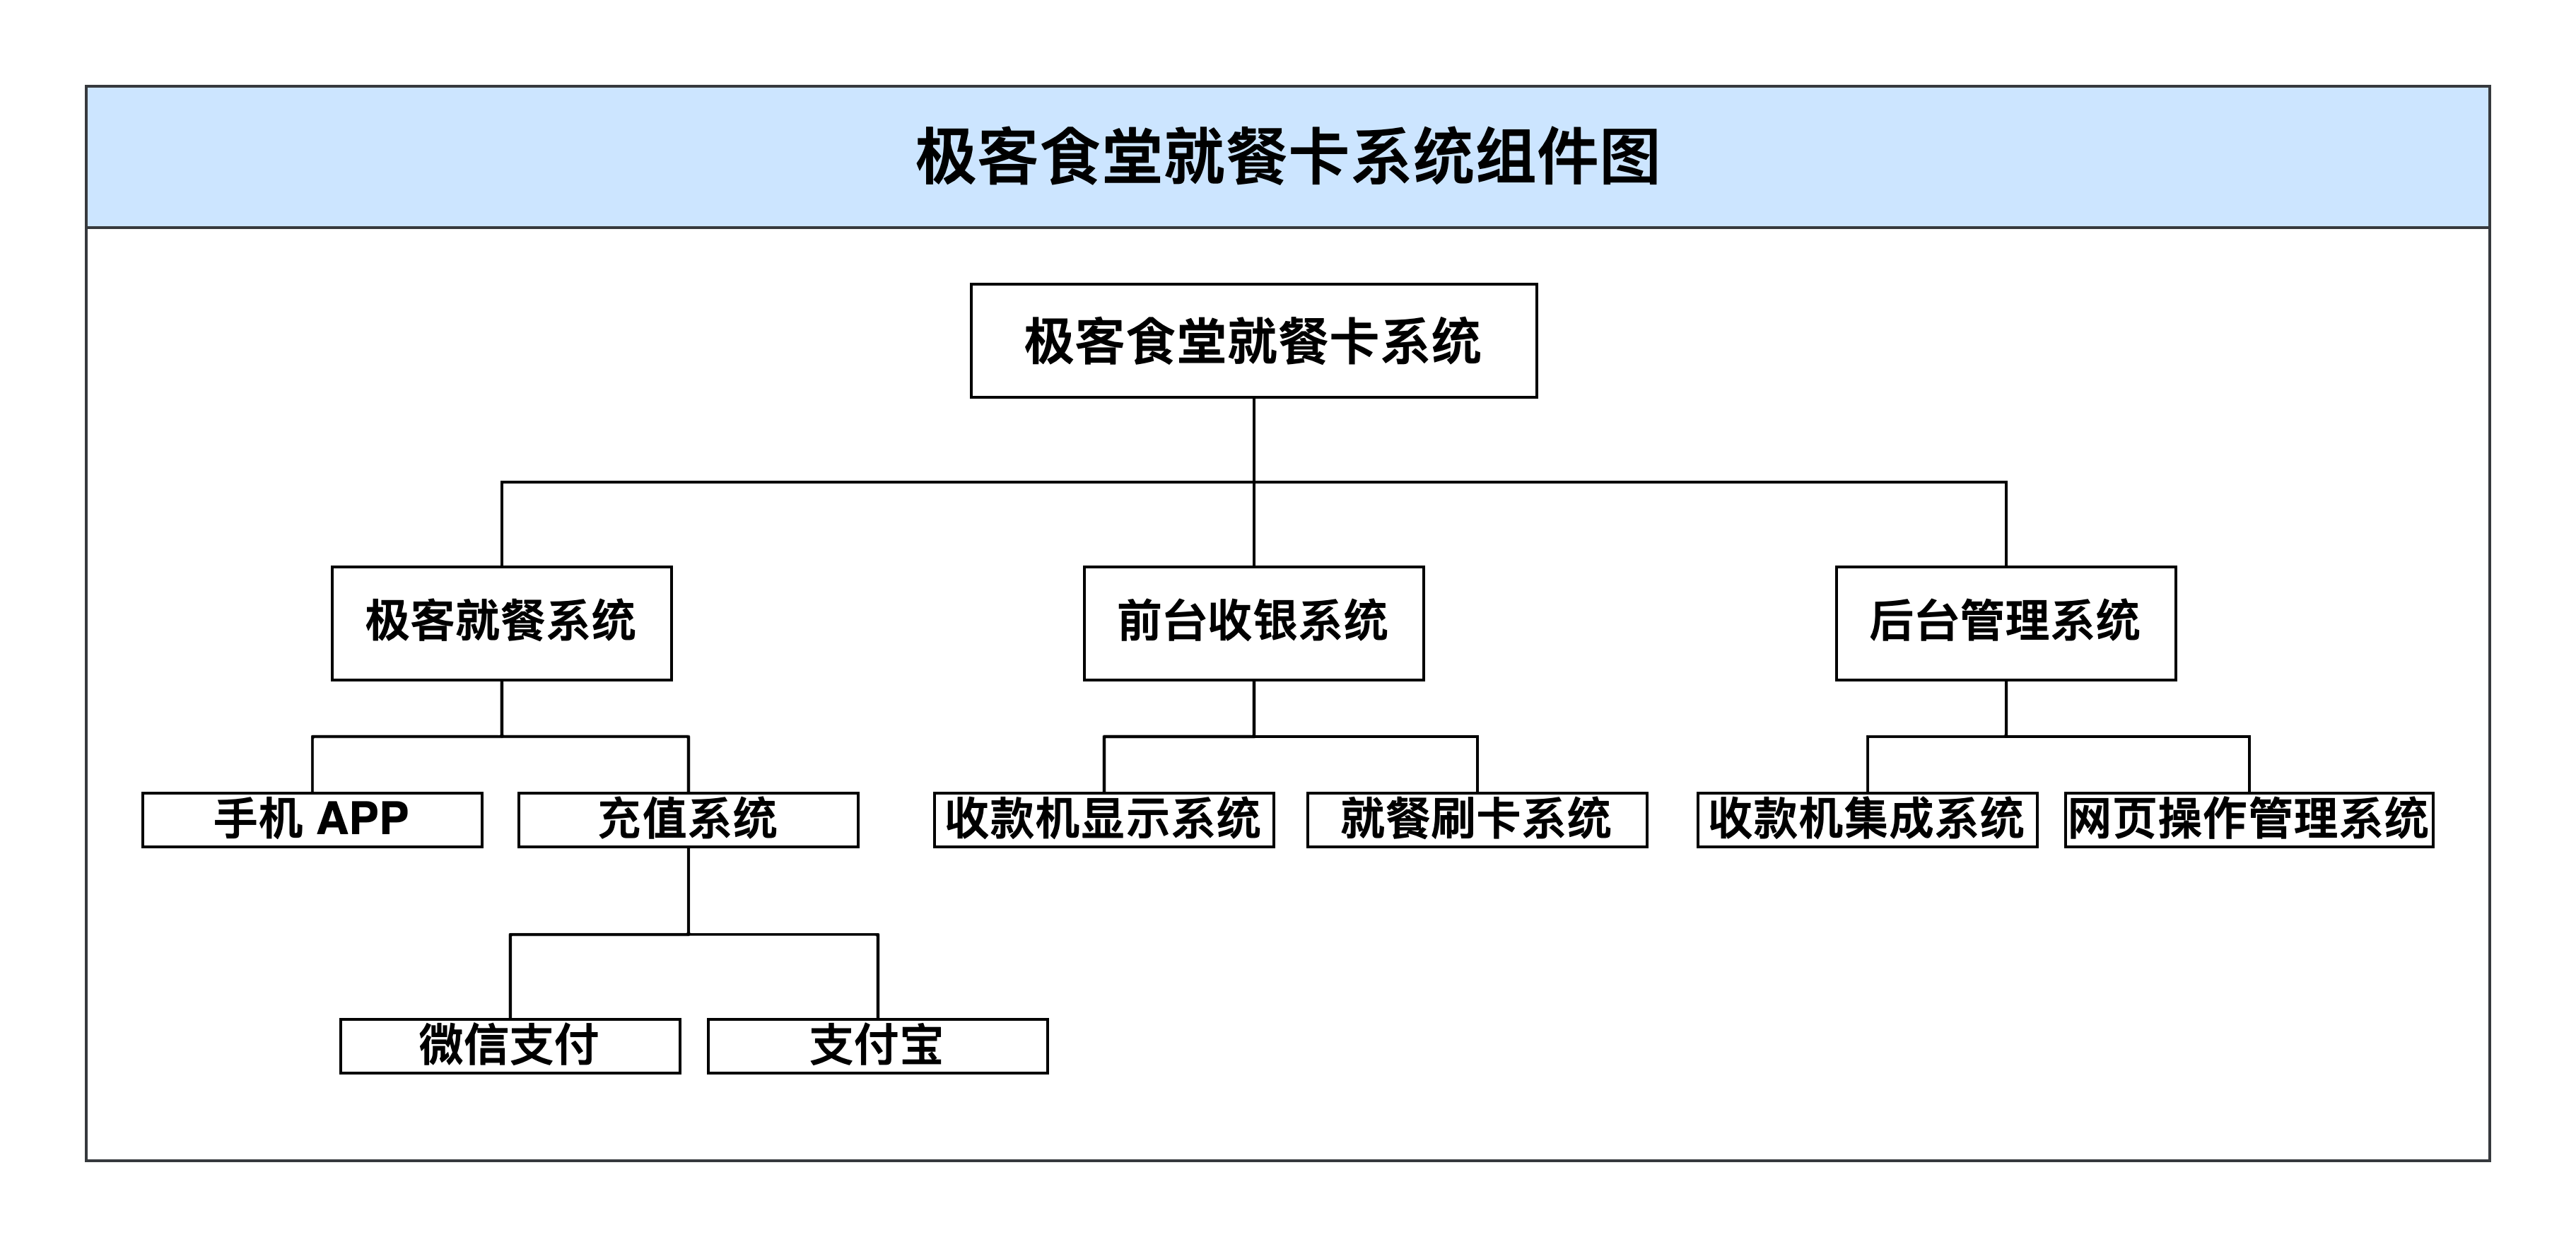 极客食堂就餐卡系统组件图
极客食堂就餐卡系统
极客就餐系统
前台收银系统
后台管理系统
手机 APP
充值系统
收款机显示系统
就餐刷卡系统
收款机集成系统
网页操作管理系统
微信支付
支付宝